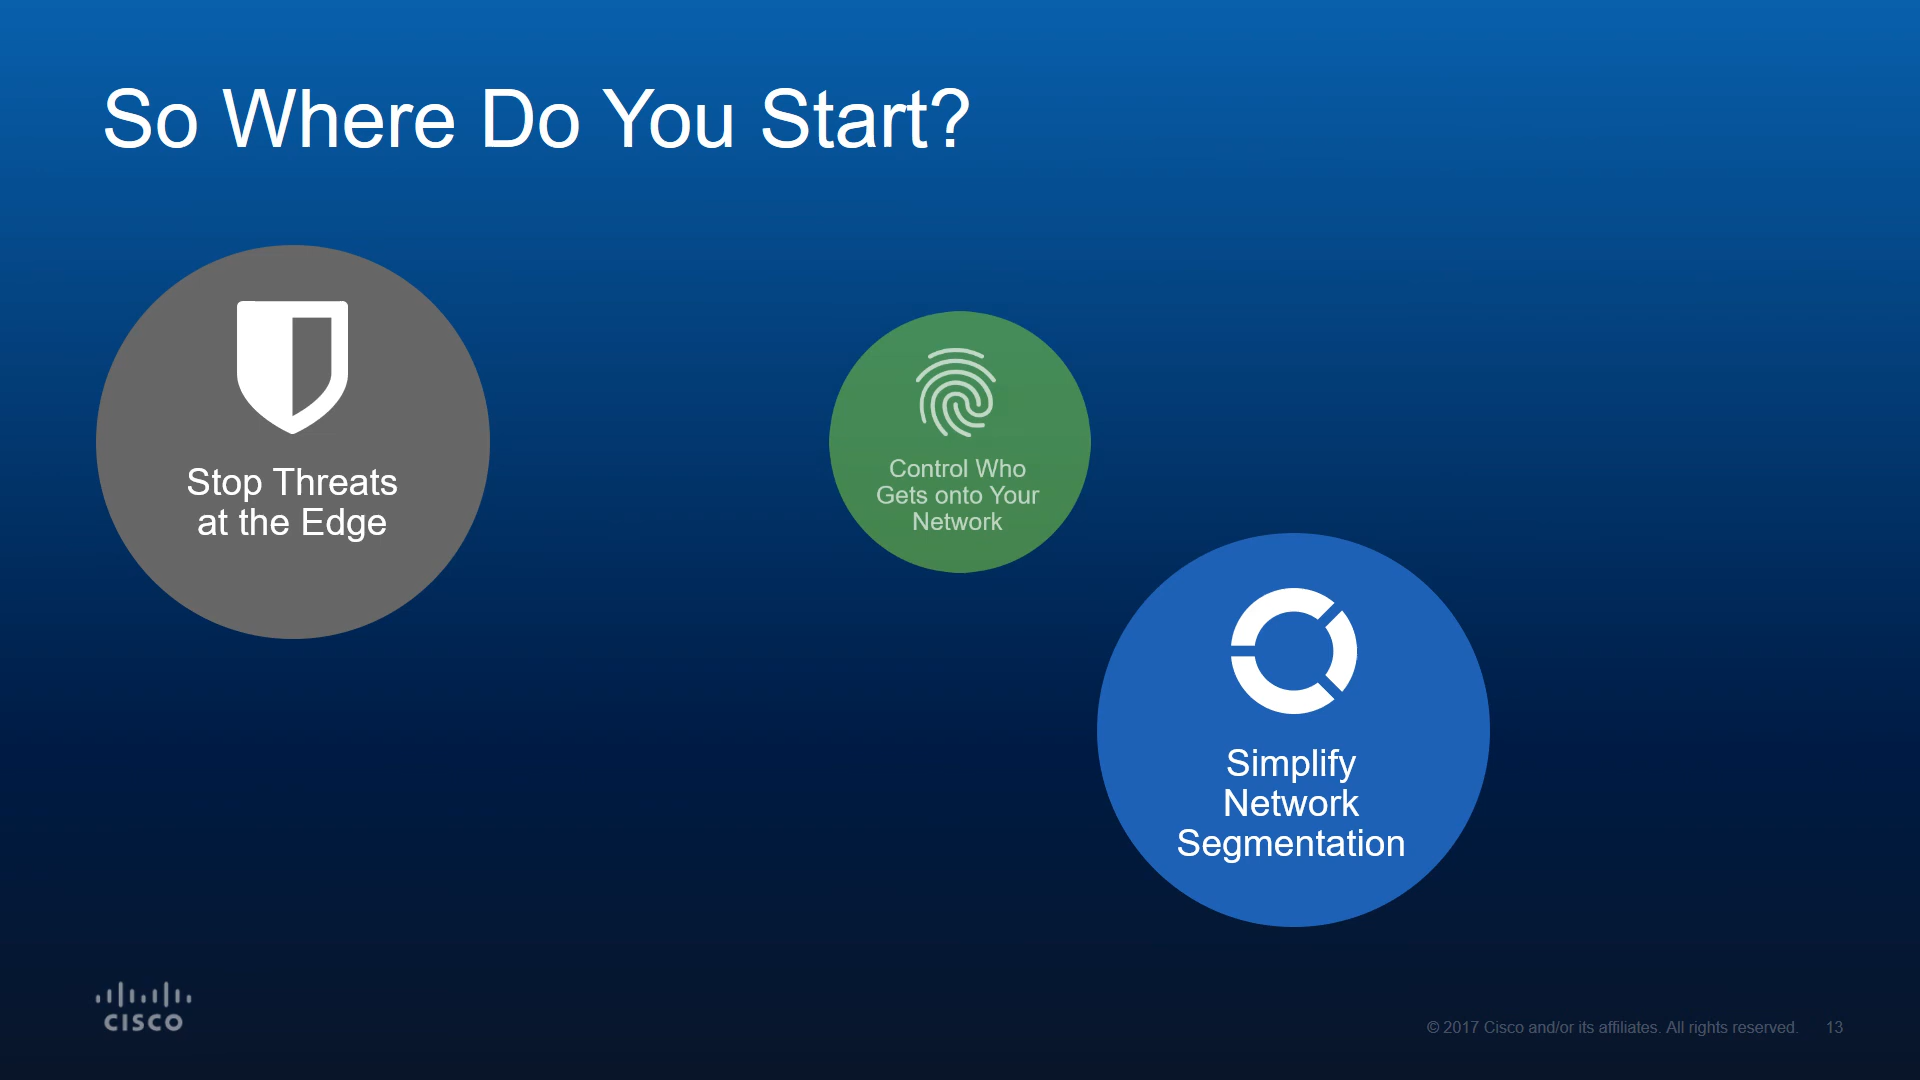 So Where Do You Start?
Stop Threats
at the Edge
Control Who
Gets onto Your
Network
Simplify
Network
Segmentation
CISCO
© 2017 Cisco and/or its affiliates. All rights reserved. 13